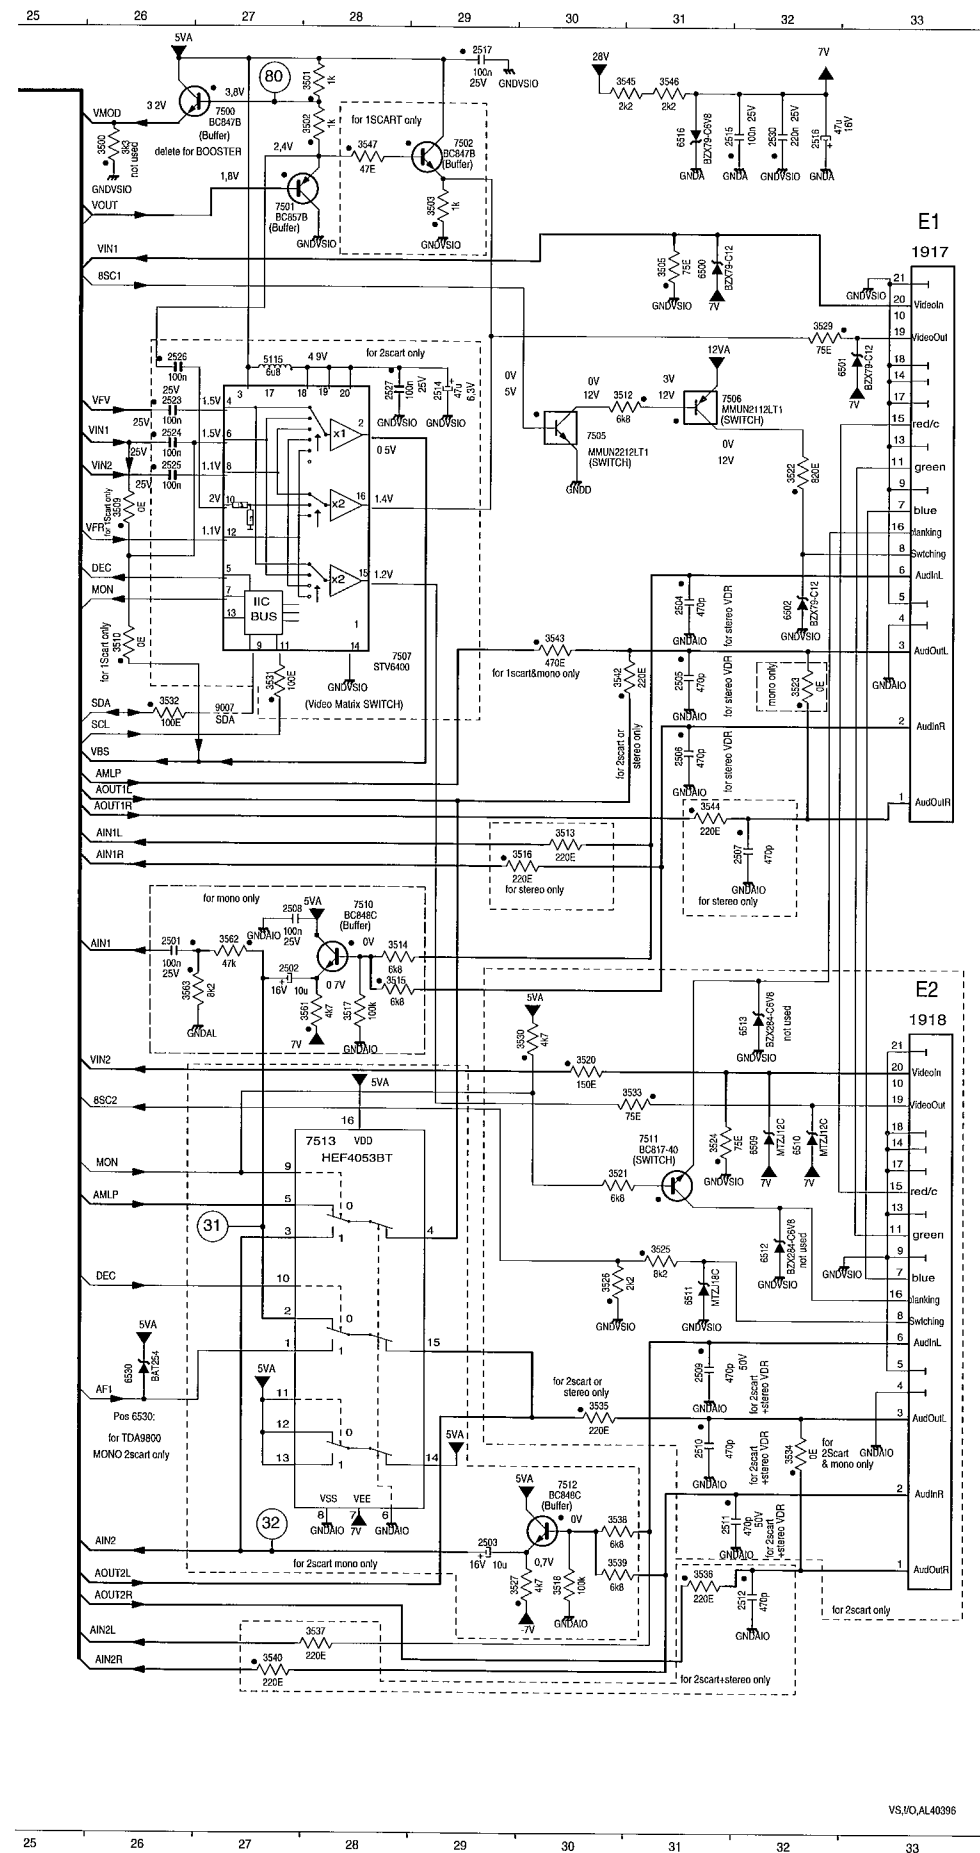 25 26 27 28 29 30 31 32 33
5VA
3,8V
80
3501
1k
2517
100n
25V
GNDVSIO
28V
3545
2k2
3546
2k2
7V
VMOD
3 2V
7500
BC847B
(Buffer)
delete for BOOSTER
3500
3K3
not used
GNDVSIO
3502
1k
2,4V
for 1SCART only
3547
47E
7502
BC847B
(Buffer)
3503
1k
GNDVSIO
6516
BZX79-C6V8
GNDA
2515
100n
25V
GNDA
2530
220n
25V
GNDVSIO
2516
47u
16V
GNDA
VOUT
1,8V
7501
BC857B
(Buffer)
GNDVSIO
E1
1917
VIN1
8SC1
3505
75E
GNDVSIO
6500
BZX79-C12
7V
GNDVSIO
21
20
VideoIn
10
19
VideoOut
18
14
17
15
red/c
13
11
green
9
7
blue
16
blanking
8
Switching
6
AudInL
5
4
3
AudOutL
2
AudInR
1
AudOutR
3529
75E
6501
BZX79-C12
7V
2526
100n
25V
5115
6u8
4 9V
for 2scart only
2527
100n
25V
GNDVSIO
2514
47u
6.3V
GNDVSIO
3
17
18
19
20
VFV
25V
2523
100n
1.5V
4
VIN1
2524
100n
25V
1.5V
6
VIN2
25V
2525
100n
1.1V
8
2V
10
VFR
1.1V
12
for 1Scart only
3509
0E
x1
2
0 5V
x2
16
1.4V
x2
15
1.2V
DEC
5
MON
7
13
IIC
BUS
1
9
11
14
7507
STV6400
GNDVSIO
(Video Matrix SWITCH)
for 1Scart only
3510
0E
3531
100E
SDA
3532
100E
9007
SDA
SCL
VBS
0V
5V
7505
MMUN2212LT1
(SWITCH)
GNDD
0V
12V
3512
6k8
3V
12V
12VA
7506
MMUN2112LT1
(SWITCH)
0V
12V
3522
820E
6502
BZX79-C12
GNDVSIO
2504
470p
GNDAIO
for stereo VDR
3543
470E
for 1scart&mono only
3542
220E
for 2scart or
stereo only
2505
470p
GNDAIO
for stereo VDR
mono only
3523
0E
GNDAIO
2506
470p
GNDAIO
for stereo VDR
AMLP
AOUT1L
AOUT1R
3544
220E
2507
470p
GNDAIO
for stereo only
AIN1L
3513
220E
AIN1R
3516
220E
for stereo only
for mono only
AIN1
2501
100n
25V
3562
47k
3563
8k2
GNDAL
GNDAIO
2508
100n
25V
5VA
7510
BC848C
(Buffer)
0V
0 7V
2502
16V
10u
3561
4k7
7V
3517
100k
GNDAIO
3514
6k8
3515
6k8
E2
1918
5VA
3530
4k7
6513
BZX284-C6V8
not used
GNDVSIO
VIN2
3520
150E
8SC2
3533
75E
5VA
16
VDD
7513
HEF4053BT
7511
BC817-40
(SWITCH)
3524
75E
GNDVSIO
6509
MTZJ12C
7V
6510
MTZJ12C
7V
21
20
VideoIn
10
19
VideoOut
18
14
17
15
red/c
13
11
green
9
7
blue
16
blanking
8
Switching
6
AudInL
5
4
3
AudOutL
2
AudInR
1
AudOutR
MON
9
3521
6k8
AMLP
5
0
31
3
1
4
6512
BZX284-C6V8
not used
GNDVSIO
GNDVSIO
3525
8k2
3526
2k2
GNDVSIO
6511
MTZJ18C
GNDVSIO
DEC
10
2
0
1
1
15
5VA
6530
BAT254
AF1
Pos 6530:
for TDA9800
MONO 2scart only
5VA
11
12
0
13
1
14
5VA
VSS
VEE
8
7
6
GNDAIO
7V
GNDAIO
2509
470p
50V
GNDAIO
for 2scart
+stereo VDR
for 2scart or
stereo only
3535
220E
2510
470p
GNDAIO
for 2scart
+stereo VDR
3534
0E
for
2Scart
& mono only
GNDAIO
32
AIN2
for 2scart mono only
5VA
7512
BC848C
(Buffer)
0V
2503
16V
10u
0,7V
3527
4k7
-7V
3518
100k
GNDAIO
3538
6k8
3539
6k8
2511
470p
50V
GNDAIO
for 2scart
+stereo VDR
AOUT2L
AOUT2R
3536
220E
2512
470p
GNDAIO
for 2scart only
AIN2L
3537
220E
AIN2R
3540
220E
for 2scart+stereo only
VS,I/O,AL40396
25 26 27 28 29 30 31 32 33